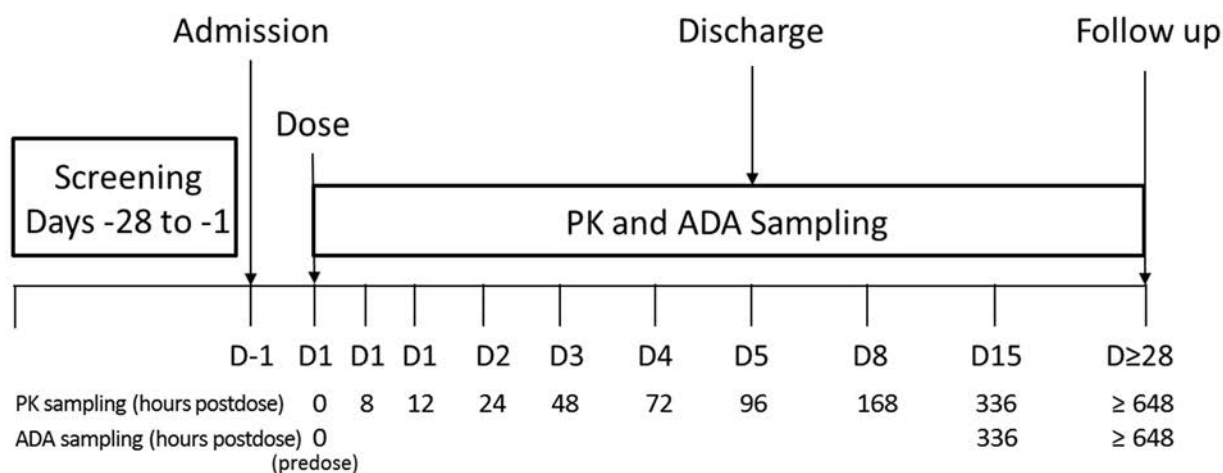 Admission Discharge Follow up
Dose
Screening
Days -28 to -1
PK and ADA Sampling
D-1 D1 D1 D1 D2 D3 D4 D5 D8 D15 D≥28
PK sampling (hours postdose) 0 8 12 24 48 72 96 168 336 ≥ 648
ADA sampling (hours postdose) 0 336 ≥ 648
(predose)